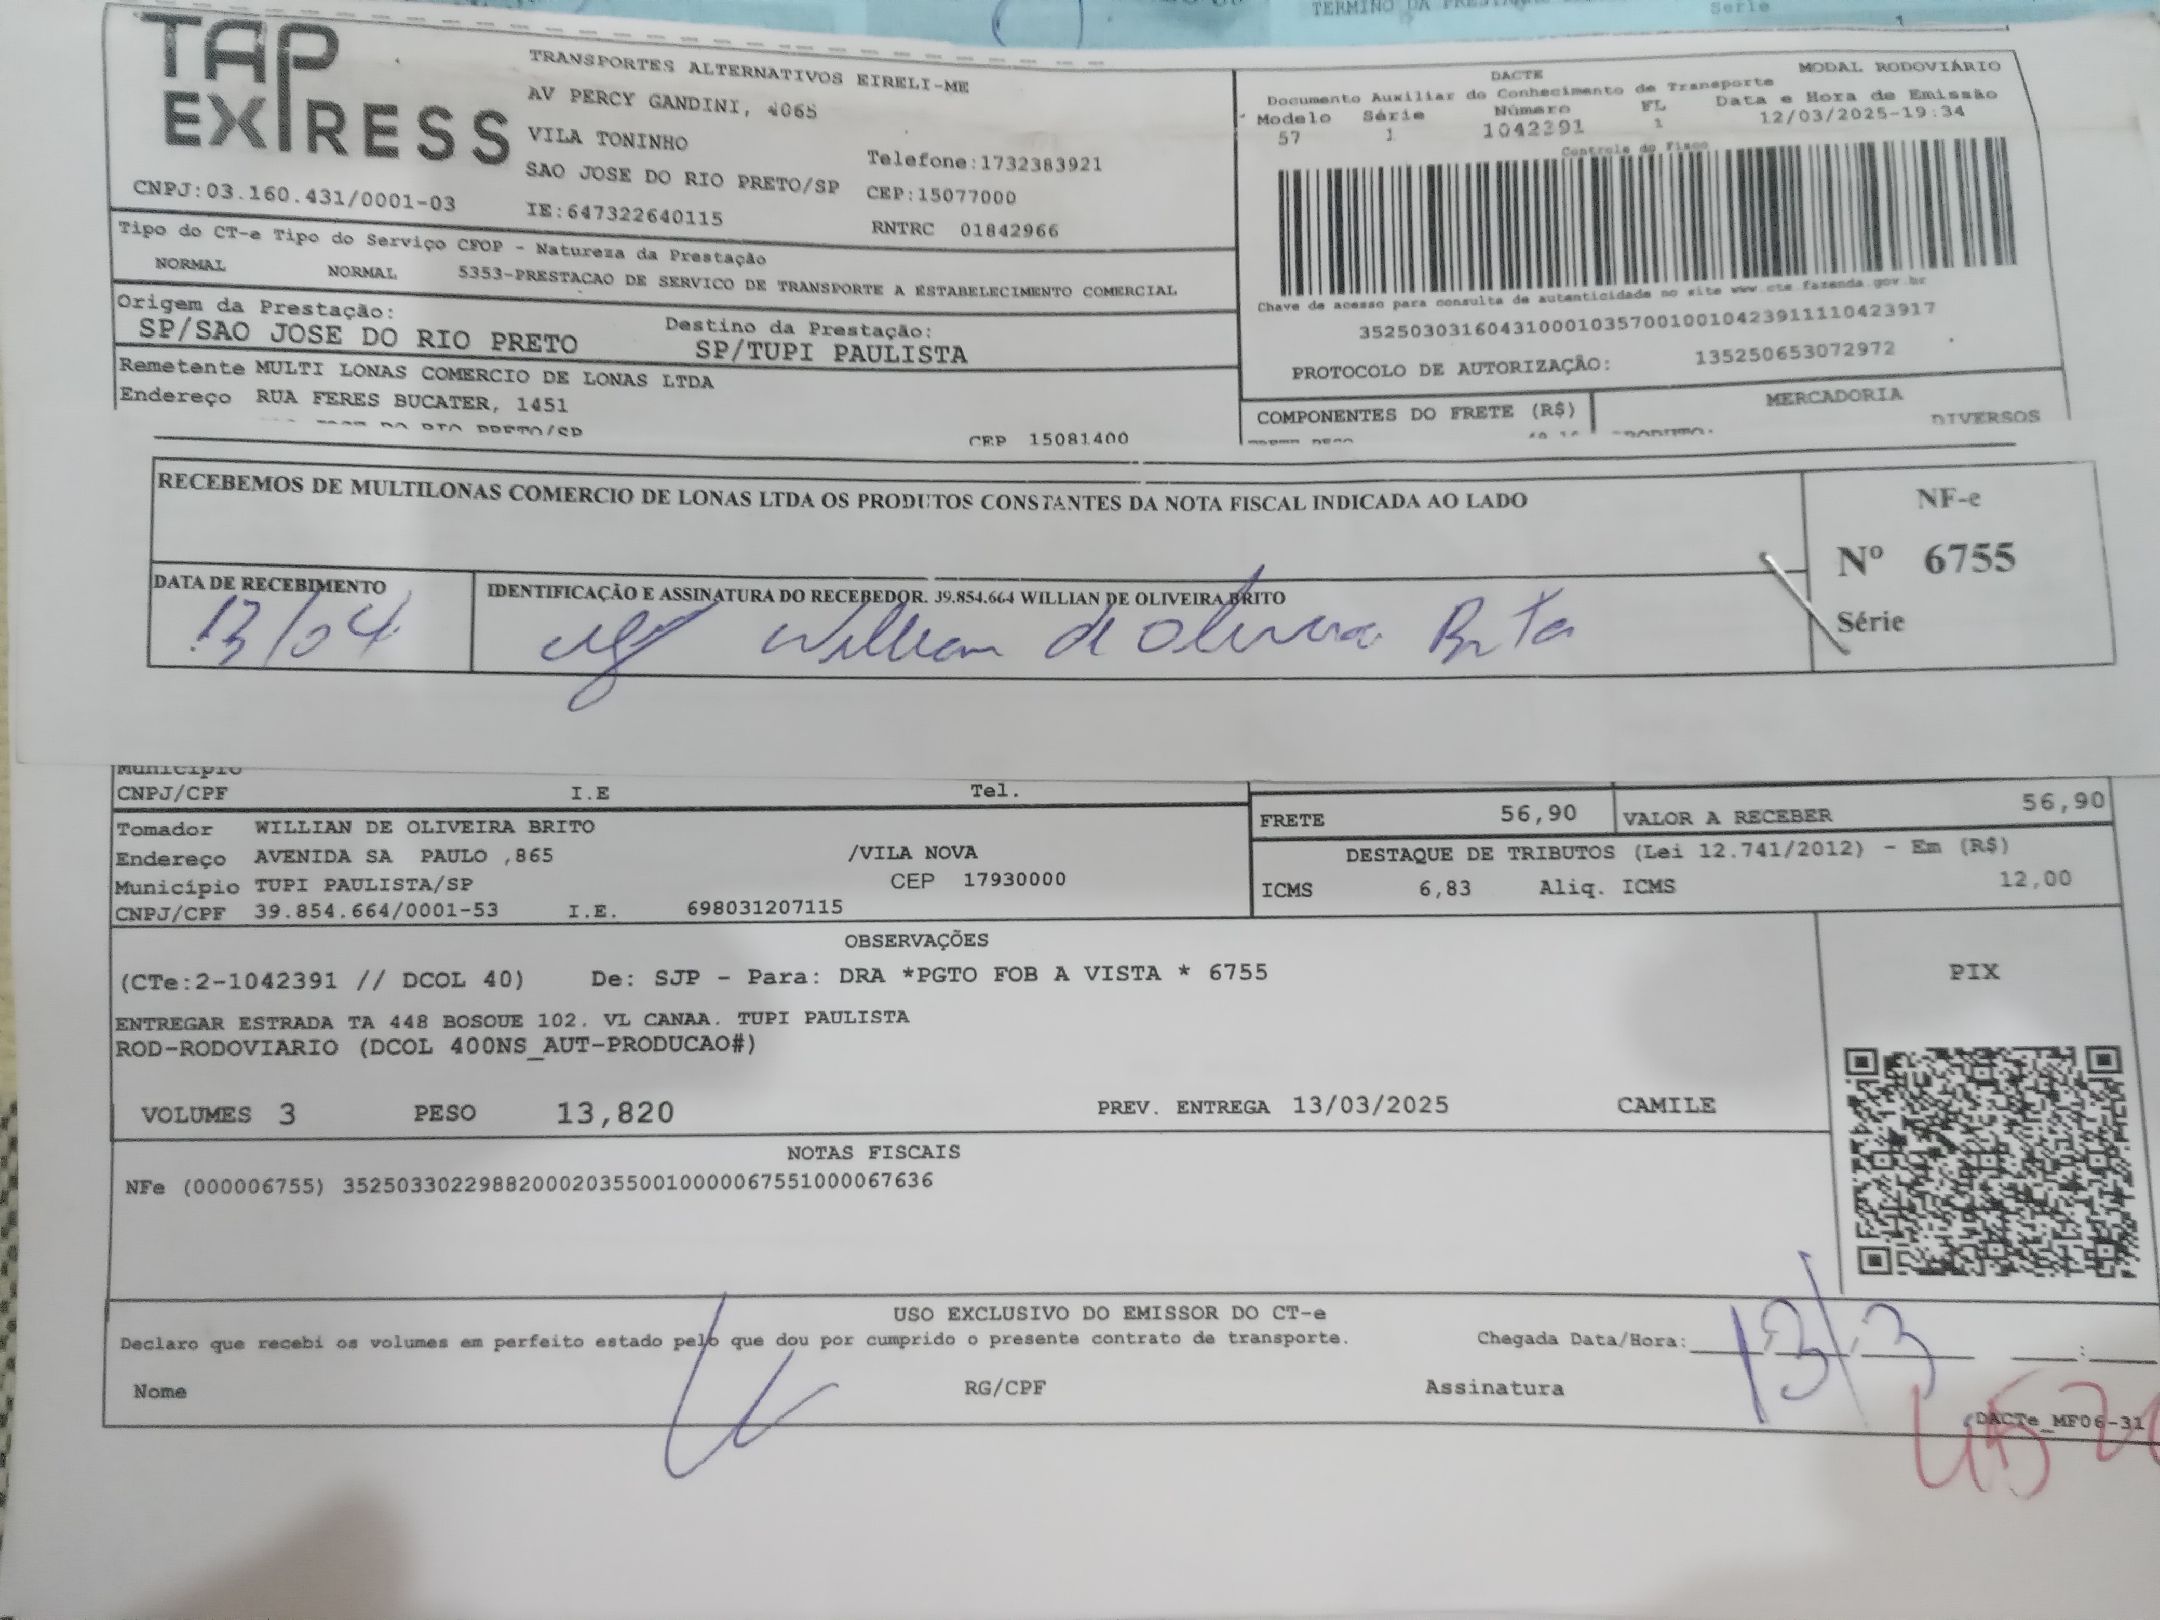 TERMINO DA
Serie
1
TAP EXPRESS
TRANSPORTES ALTERNATIVOS EIRELI-ME
AV PERCY GANDINI, 4065
VILA TONINHO
SAO JOSE DO RIO PRETO/SP
Telefone:1732383921
CEP:15077000
CNPJ:03.160.431/0001-03
IE:647322640115
RNTRC 01842966
DACTE
MODAL RODOVIÁRIO
Documento Auxiliar do Conhecimento de Transporte
Modelo Série Número FL Data e Hora de Emissão
57 1 1042391 1 12/03/2025-19:34
Controle do Fisco
Chave de acesso para consulta de autenticidade no site www.cte.fazenda.gov.br
35250303160431000103570010010423911110423917
PROTOCOLO DE AUTORIZAÇÃO: 135250653072972
Tipo do CT-e Tipo do Serviço CFOP - Natureza da Prestação
NORMAL NORMAL 5353-PRESTACAO DE SERVICO DE TRANSPORTE A ESTABELECIMENTO COMERCIAL
Origem da Prestação:
SP/SAO JOSE DO RIO PRETO
Destino da Prestação:
SP/TUPI PAULISTA
Remetente MULTI LONAS COMERCIO DE LONAS LTDA
Endereço RUA FERES BUCATER, 1451
DO RIO PRETO/SP
CEP 15081400
COMPONENTES DO FRETE (R$)
MERCADORIA
PRODUTO: DIVERSOS
RECEBEMOS DE MULTILONAS COMERCIO DE LONAS LTDA OS PRODUTOS CONSTANTES DA NOTA FISCAL INDICADA AO LADO
NF-e
Nº 6755
Série
DATA DE RECEBIMENTO
13/04
IDENTIFICAÇÃO E ASSINATURA DO RECEBEDOR. 39.854.664 WILLIAN DE OLIVEIRA BRITO
Willian de Oliveira Brito
Município
CNPJ/CPF I.E Tel.
Tomador WILLIAN DE OLIVEIRA BRITO
Endereço AVENIDA SA PAULO ,865 /VILA NOVA
Município TUPI PAULISTA/SP CEP 17930000
CNPJ/CPF 39.854.664/0001-53 I.E. 698031207115
FRETE 56,90 VALOR A RECEBER 56,90
DESTAQUE DE TRIBUTOS (Lei 12.741/2012) - Em (R$)
ICMS 6,83 Aliq. ICMS 12,00
OBSERVAÇÕES
(CTe:2-1042391 // DCOL 40) De: SJP - Para: DRA *PGTO FOB A VISTA * 6755
ENTREGAR ESTRADA TA 448 BOSQUE 102. VL CANAA. TUPI PAULISTA
ROD-RODOVIARIO (DCOL 400NS_AUT-PRODUCAO#)
PIX
VOLUMES 3 PESO 13,820 PREV. ENTREGA 13/03/2025 CAMILE
NOTAS FISCAIS
NFe (000006755) 35250330229882000203550010000067551000067636
USO EXCLUSIVO DO EMISSOR DO CT-e
Declaro que recebi os volumes em perfeito estado pelo que dou por cumprido o presente contrato de transporte.
Chegada Data/Hora: 13/3 :
Nome RG/CPF Assinatura
DACTe_MF06-31